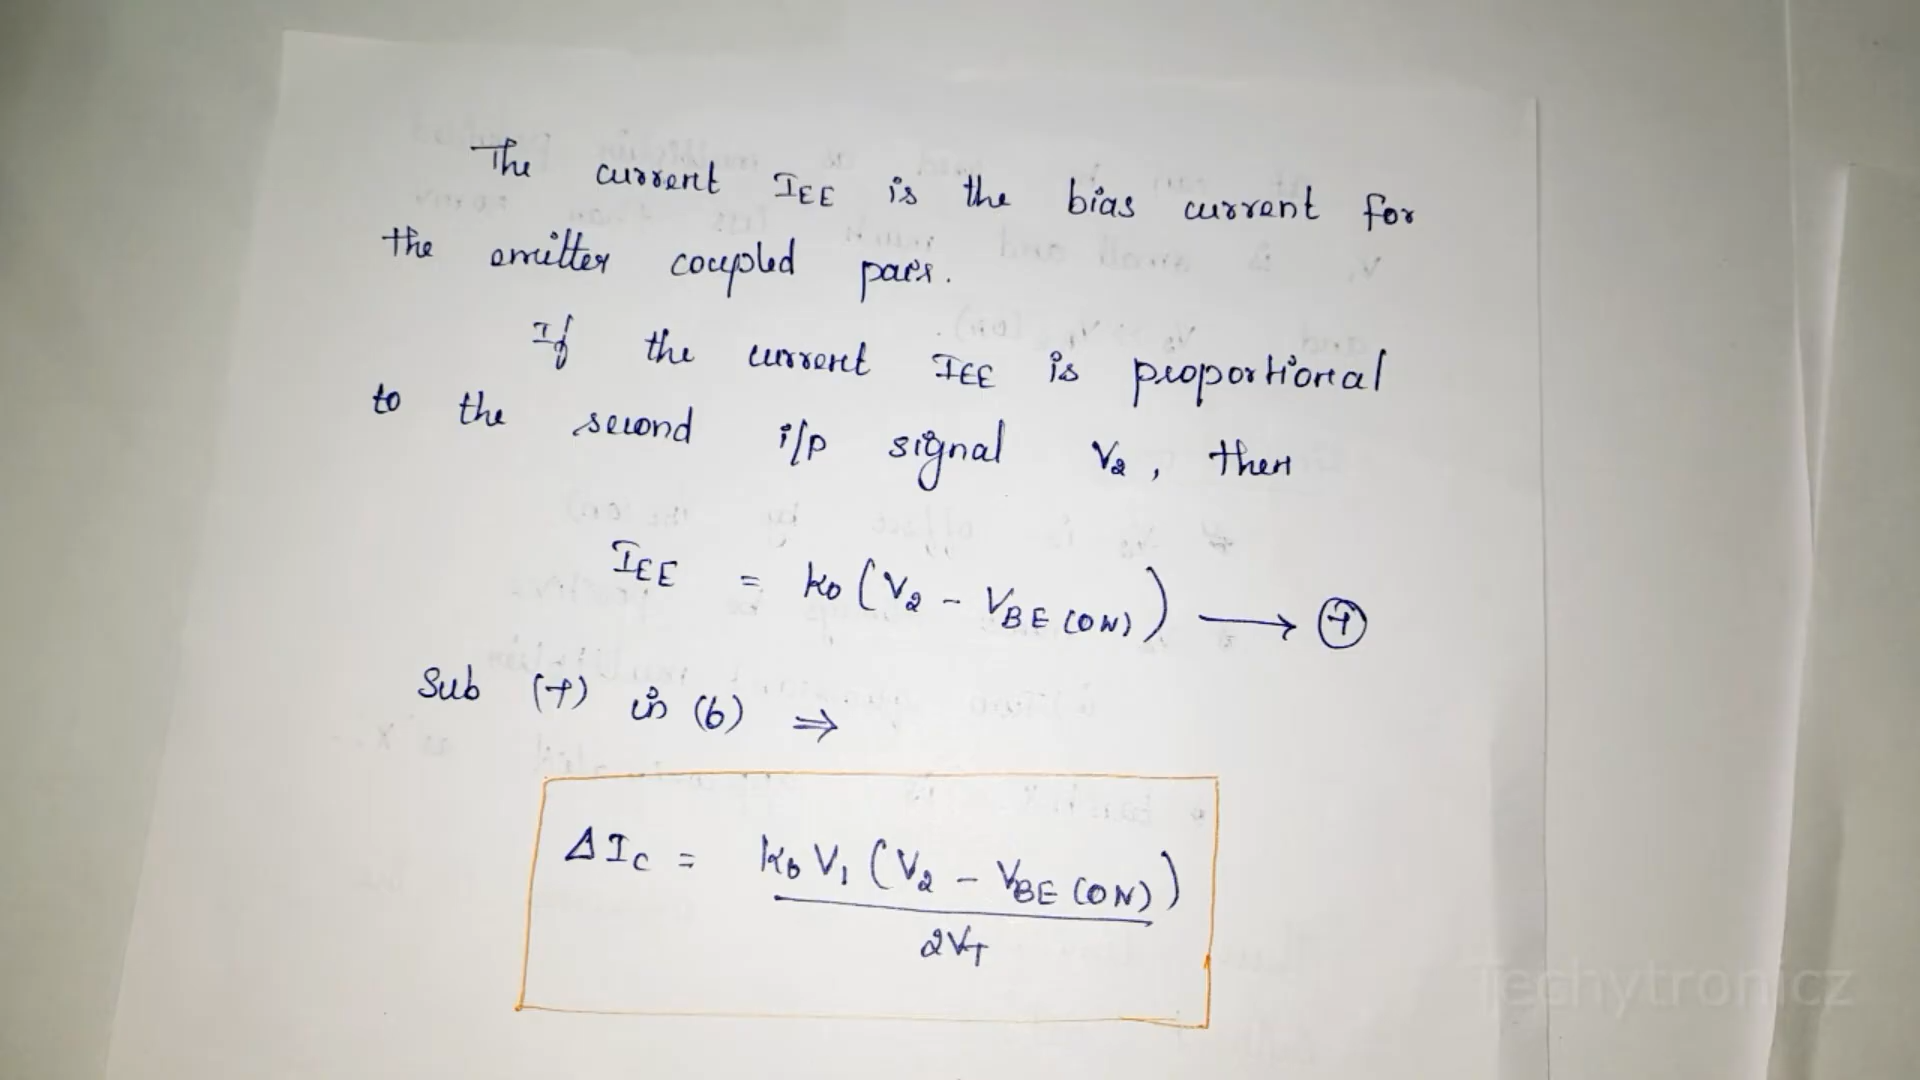 The current IEE is the bias current for
the emitter coupled pair.
If the current IEE is proportional
to the second i/p signal V2, then
IEE = K0 (V2 - VBE (ON)) ⟶ 7
Sub (7) in (6) ⇒
ΔIC = K0 V1 (V2 - VBE (ON))
2VT
Techytronicz